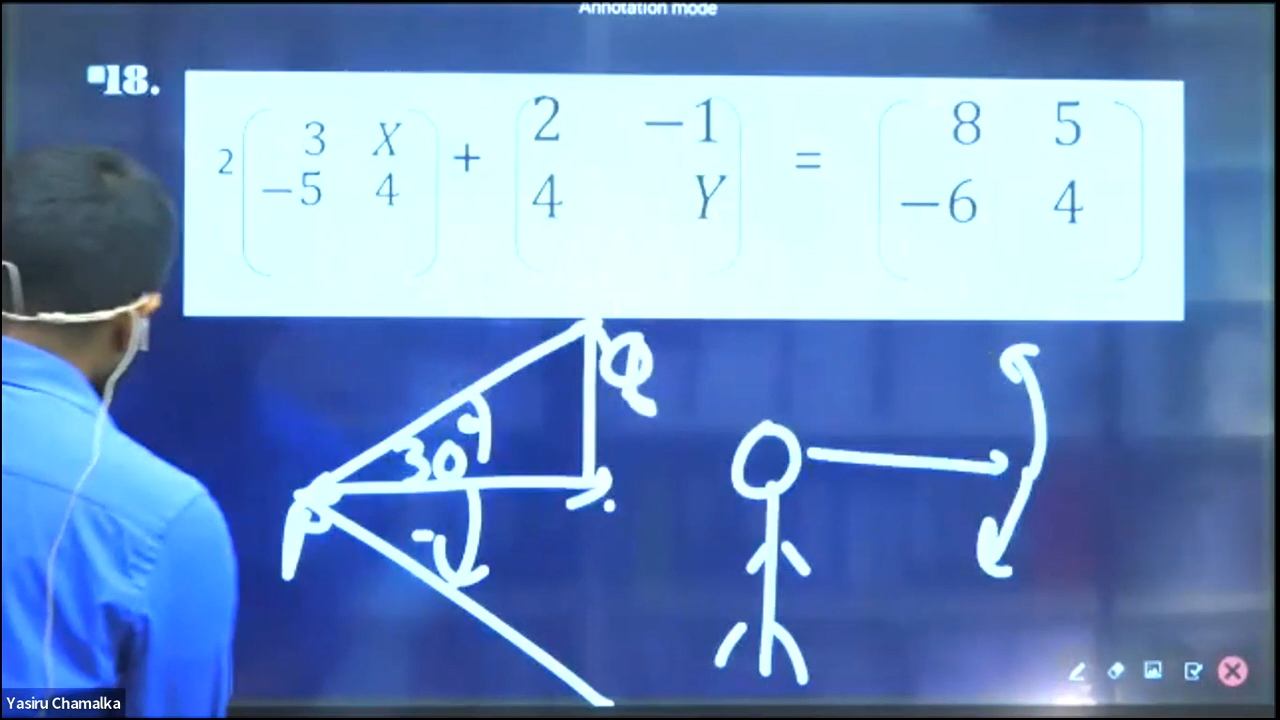 Annotation mode
18.
2 ( 3 X ) + ( 2 -1 ) = ( 8 5 )
( -5 4 ) ( 4 Y ) ( -6 4 )
Q
30°
P
-
Yasiru Chamalka